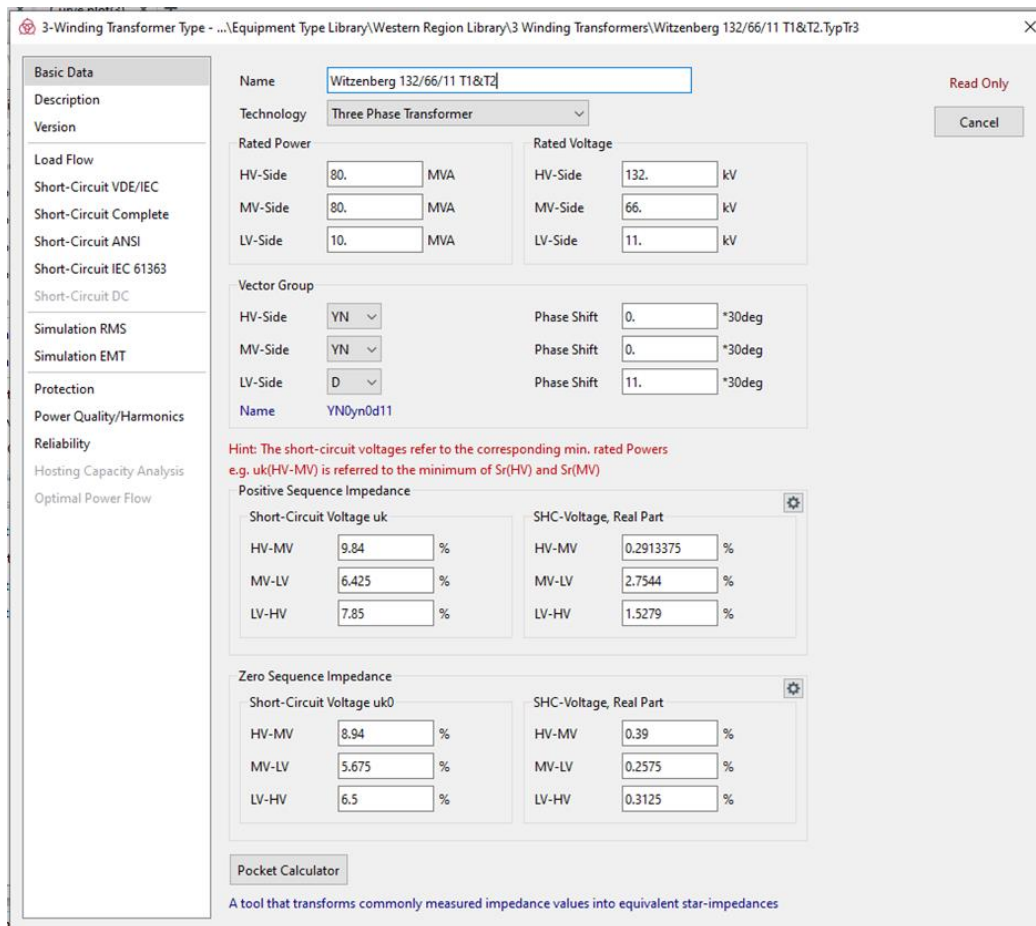 3-Winding Transformer Type - ...\Equipment Type Library\Western Region Library\3 Winding Transformers\Witzenberg 132/66/11 T1&T2.TypTr3
Basic Data
Description
Version
Load Flow
Short-Circuit VDE/IEC
Short-Circuit Complete
Short-Circuit ANSI
Short-Circuit IEC 61363
Short-Circuit DC
Simulation RMS
Simulation EMT
Protection
Power Quality/Harmonics
Reliability
Hosting Capacity Analysis
Optimal Power Flow
Name Witzenberg 132/66/11 T1&T2
Read Only
Technology Three Phase Transformer
Cancel
Rated Power
HV-Side 80. MVA
MV-Side 80. MVA
LV-Side 10. MVA
Rated Voltage
HV-Side 132. kV
MV-Side 66. kV
LV-Side 11. kV
Vector Group
HV-Side YN Phase Shift 0. *30deg
MV-Side YN Phase Shift 0. *30deg
LV-Side D Phase Shift 11. *30deg
Name YN0yn0d11
Hint: The short-circuit voltages refer to the corresponding min. rated Powers
e.g. uk(HV-MV) is referred to the minimum of Sr(HV) and Sr(MV)
Positive Sequence Impedance
Short-Circuit Voltage uk
HV-MV 9.84 %
MV-LV 6.425 %
LV-HV 7.85 %
SHC-Voltage, Real Part
HV-MV 0.2913375 %
MV-LV 2.7544 %
LV-HV 1.5279 %
Zero Sequence Impedance
Short-Circuit Voltage uk0
HV-MV 8.94 %
MV-LV 5.675 %
LV-HV 6.5 %
SHC-Voltage, Real Part
HV-MV 0.39 %
MV-LV 0.2575 %
LV-HV 0.3125 %
Pocket Calculator
A tool that transforms commonly measured impedance values into equivalent star-impedances